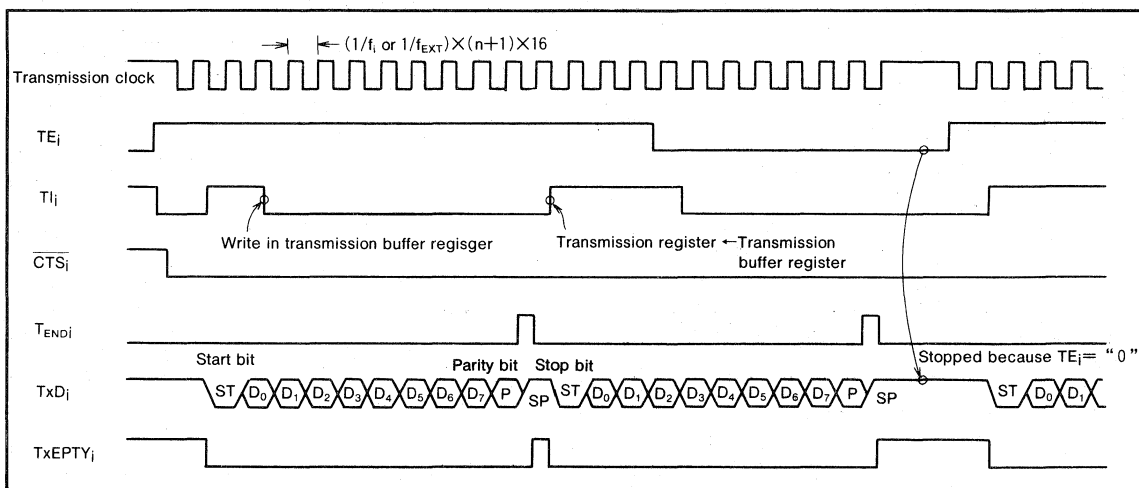 (1/fi or 1/fEXT)×(n+1)×16
Transmission clock
TEi
TIi
Write in transmission buffer regisger
Transmission register ← Transmission
buffer register
CTSi
TENDi
Start bit
Parity bit
Stop bit
Stopped because TEi= "0"
TxDi
ST D0 D1 D2 D3 D4 D5 D6 D7 P SP ST D0 D1 D2 D3 D4 D5 D6 D7 P SP ST D0 D1
TxEPTYi